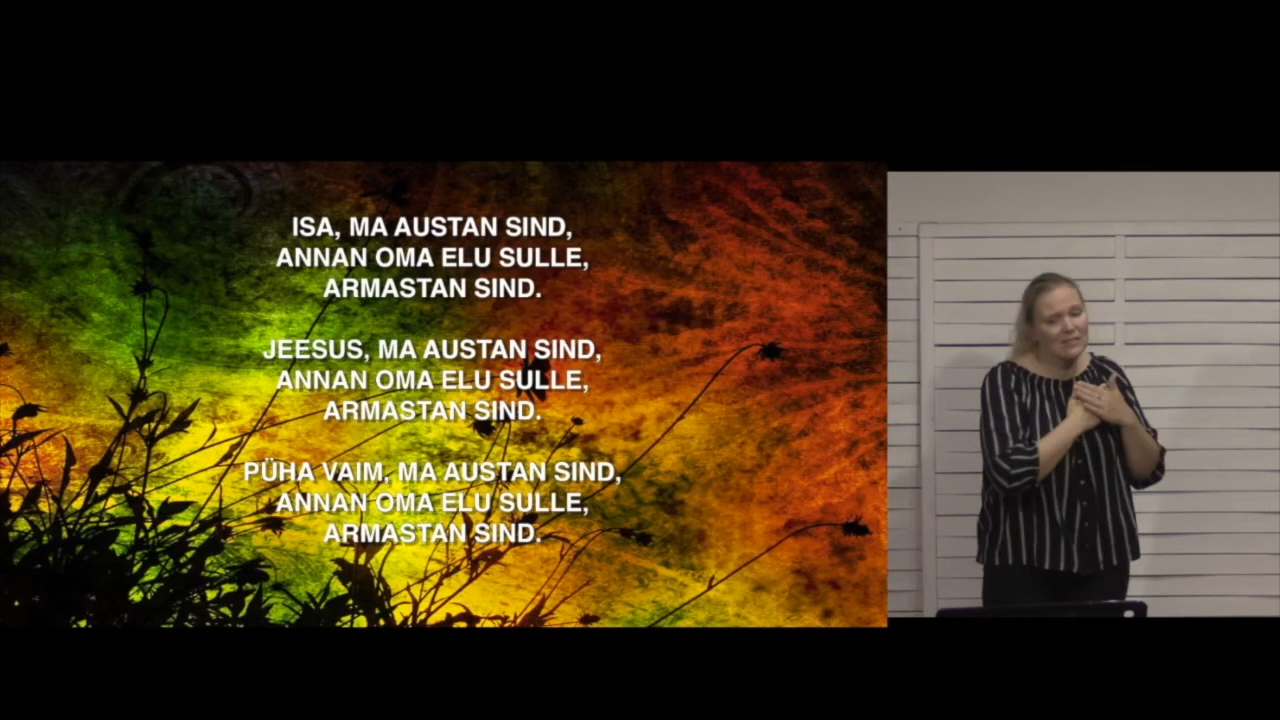 ISA, MA AUSTAN SIND,
ANNAN OMA ELU SULLE,
ARMASTAN SIND.
JEESUS, MA AUSTAN SIND,
ANNAN OMA ELU SULLE,
ARMASTAN SIND.
PÜHA VAIM, MA AUSTAN SIND,
ANNAN OMA ELU SULLE,
ARMASTAN SIND.